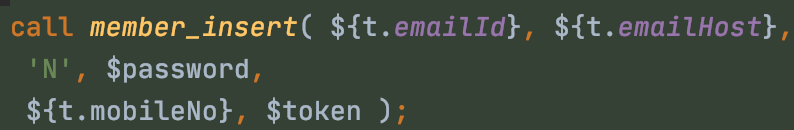 call member_insert( ${t.emailId}, ${t.emailHost},
'N', $password,
${t.mobileNo}, $token );